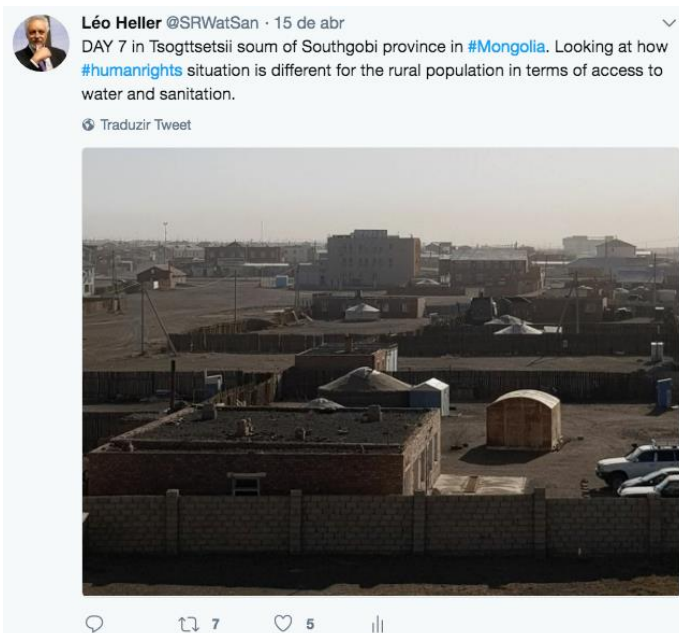 Léo Heller @SRWatSan · 15 de abr
DAY 7 in Tsogttsetsii soum of Southgobi province in #Mongolia. Looking at how
#humanrights situation is different for the rural population in terms of access to
water and sanitation.
Traduzir Tweet
7 5